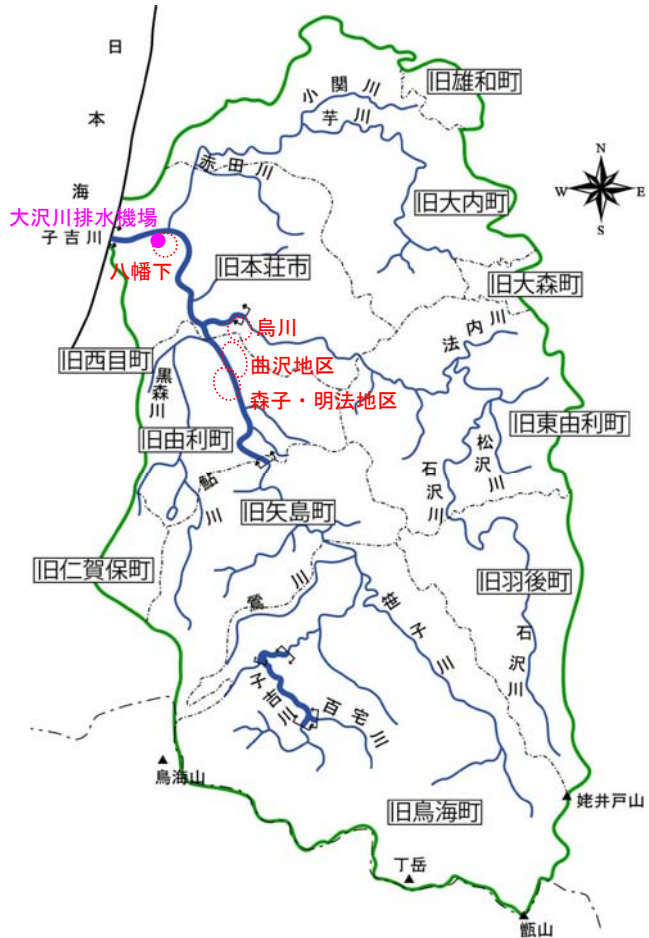 日本海
小関川
芋川
旧雄和町
N
W
E
S
赤田川
旧大内町
大沢川排水機場
子吉川
八幡下
旧本荘市
旧大森町
烏川
法内川
旧西目町
曲沢地区
黒森川
森子・明法地区
旧由利町
旧東由利町
松沢川
石沢川
鮎川
旧矢島町
旧仁賀保町
旧羽後町
鶯川
笹子川
石沢川
子吉川
百宅川
鳥海山
姥井戸山
旧鳥海町
丁岳
甑山